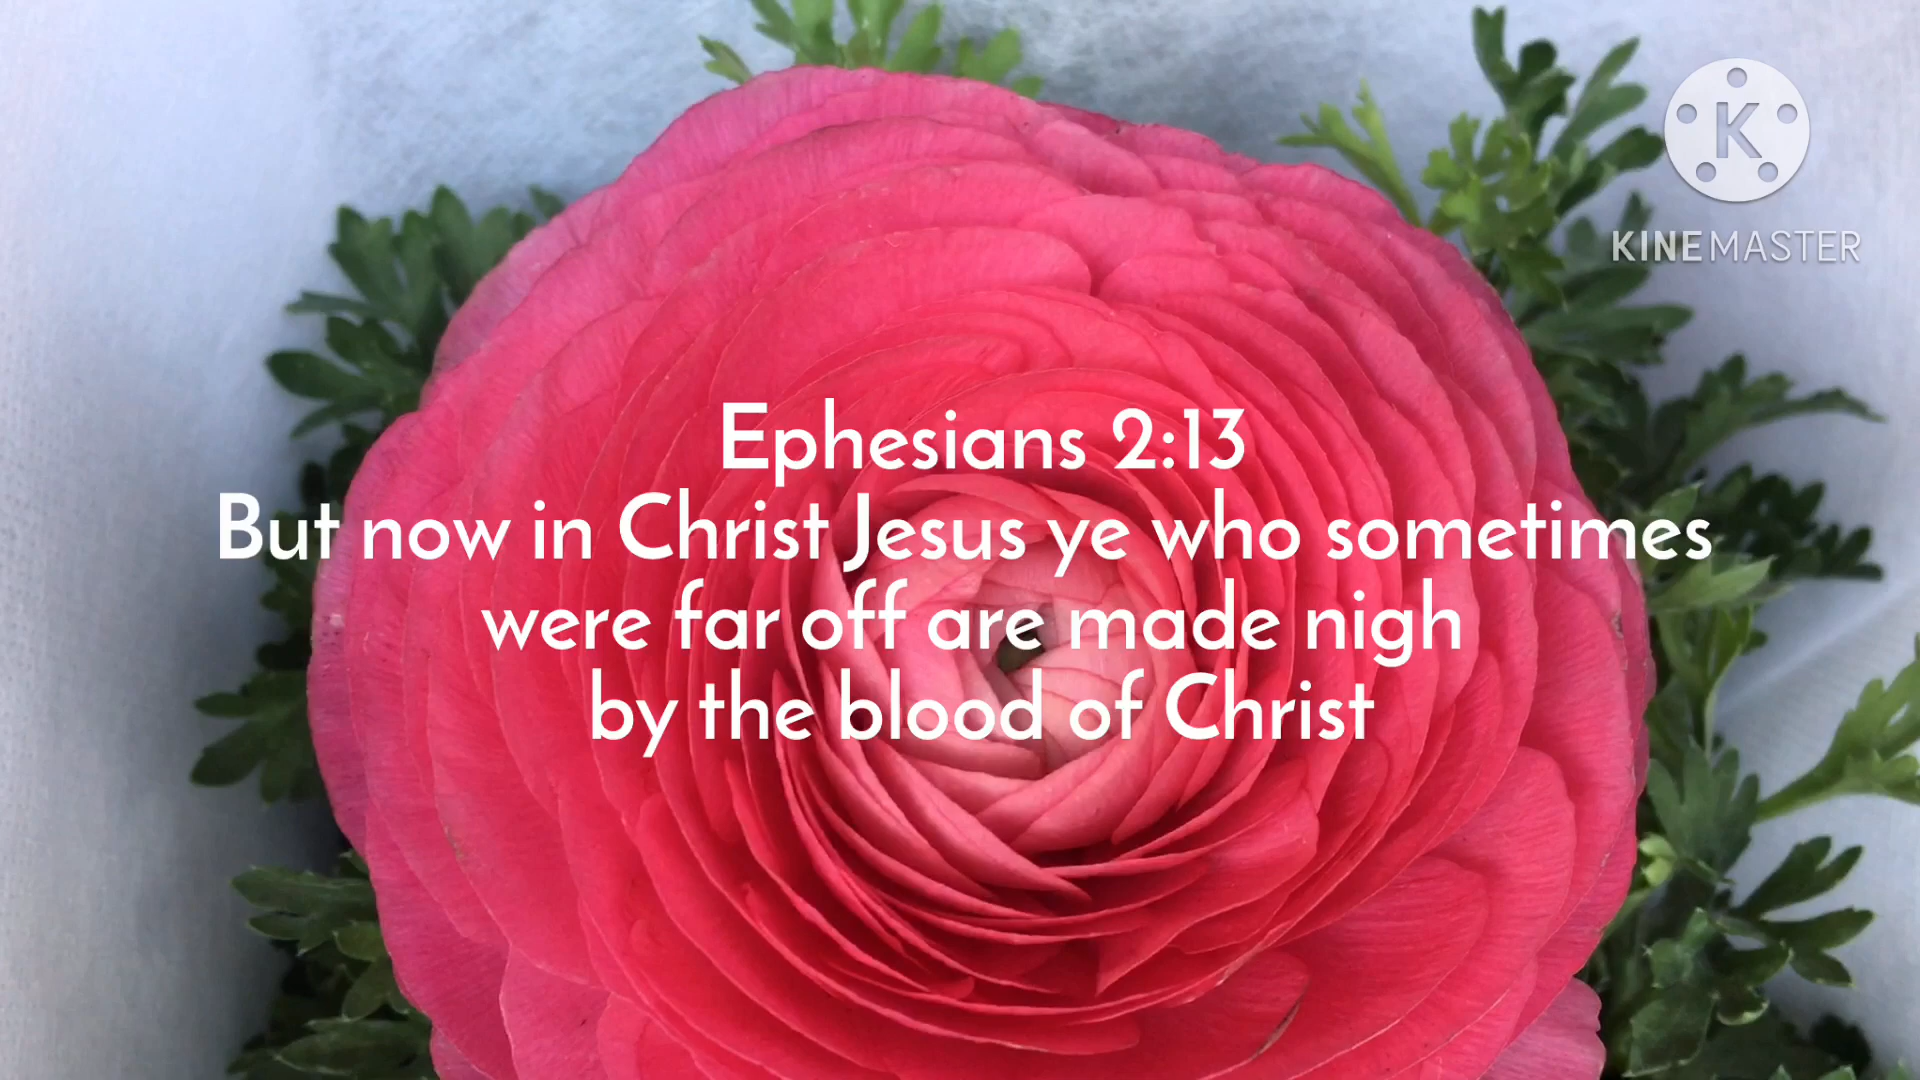 K
KINEMASTER
Ephesians 2:13
But now in Christ Jesus ye who sometimes
were far off are made nigh
by the blood of Christ